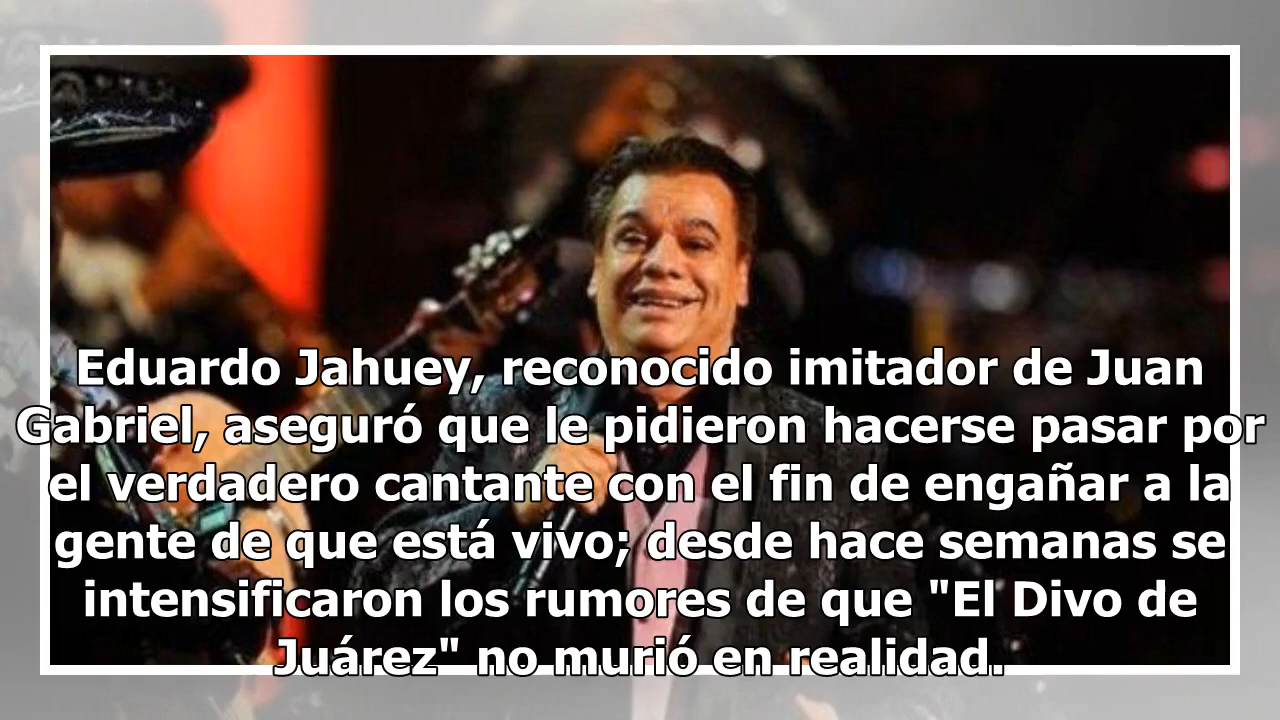 Eduardo Jahuey, reconocido imitador de Juan
Gabriel, aseguró que le pidieron hacerse pasar por
el verdadero cantante con el fin de engañar a la
gente de que está vivo; desde hace semanas se
intensificaron los rumores de que "El Divo de
Juárez" no murió en realidad.